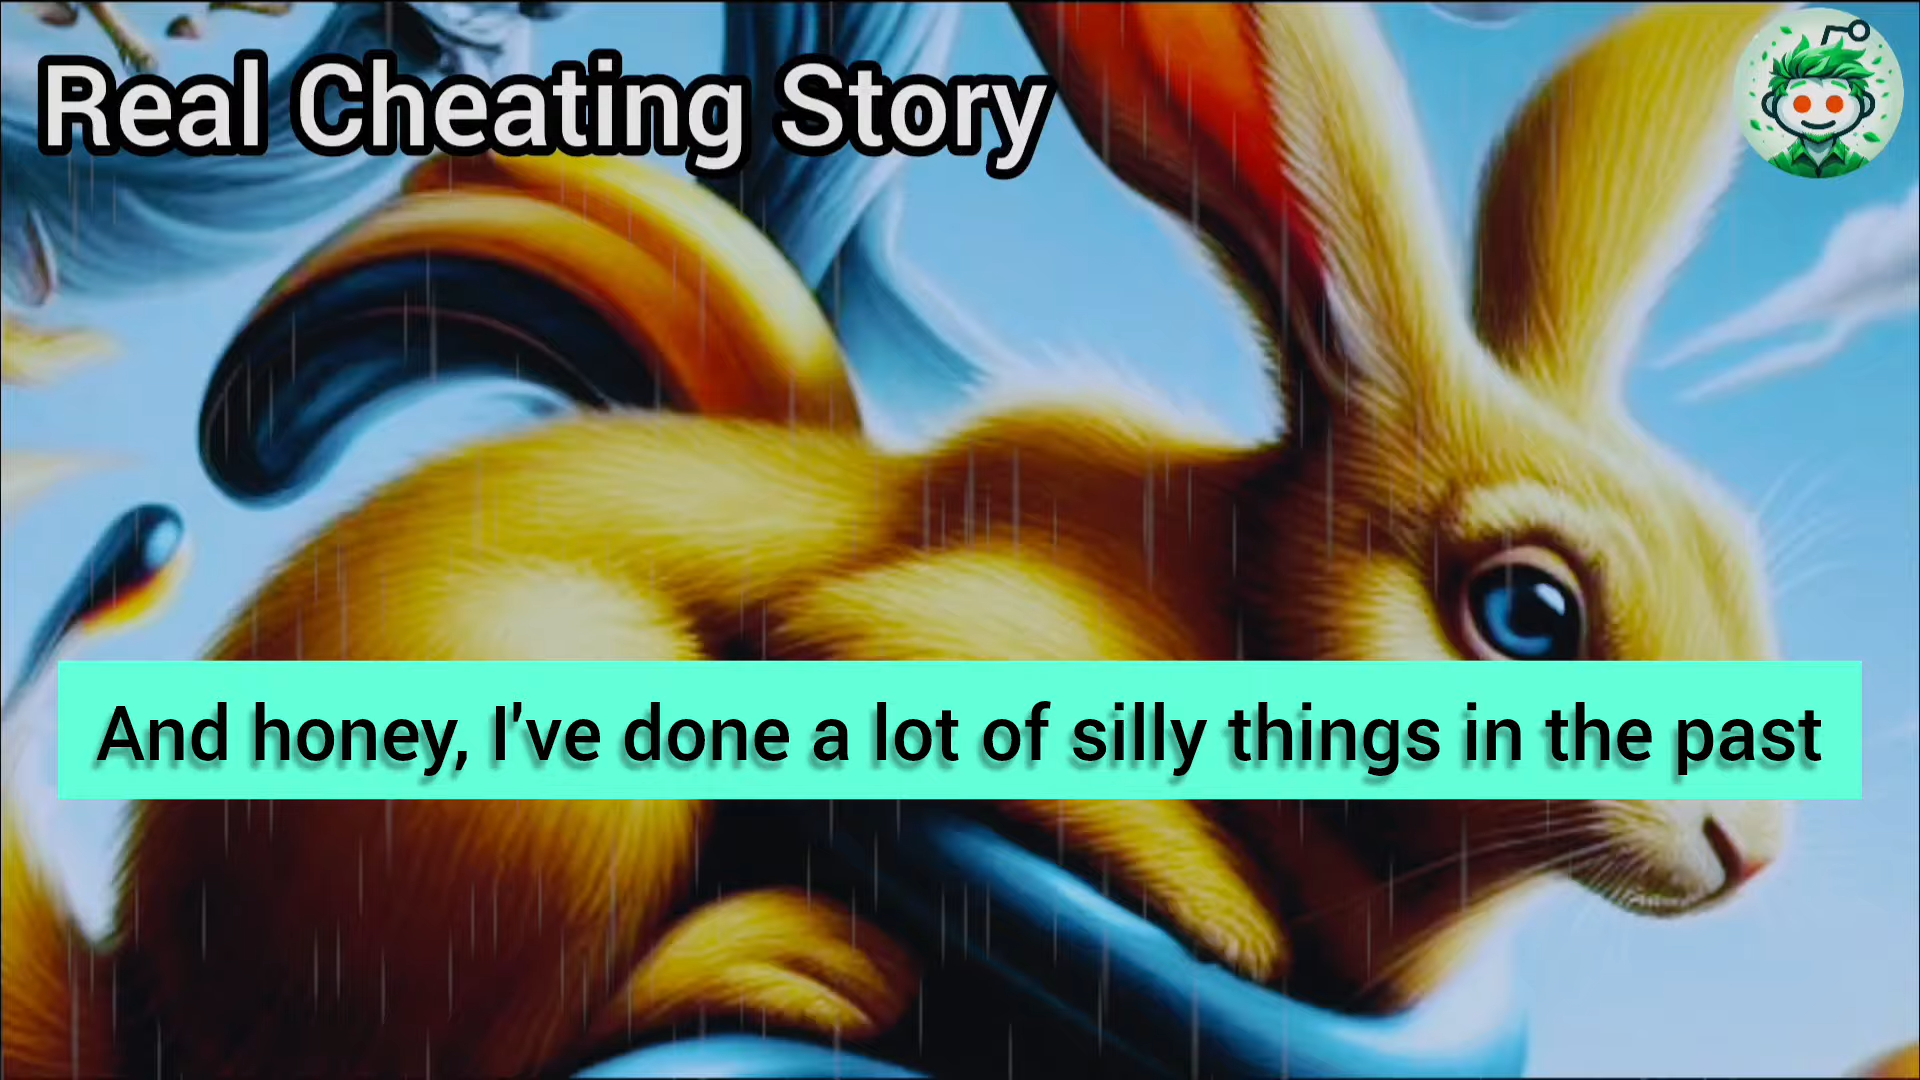 Real Cheating Story
And honey, I've done a lot of silly things in the past